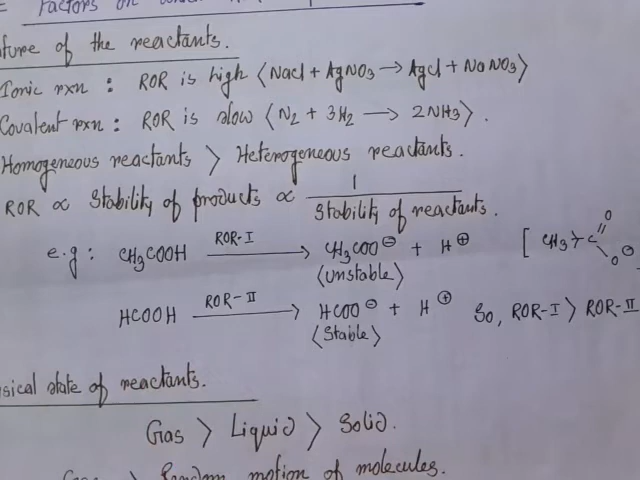 Factors on
ture of the reactants.
Ionic rxn : ROR is high (NaCl + AgNO3 → AgCl + NaNO3)
Covalent rxn : ROR is slow (N2 + 3H2 → 2NH3).
Homogeneous reactants > Heterogeneous reactants.
ROR ∝ Stability of products ∝ 1 / Stability of reactants.
e.g : CH3COOH ROR-I → CH3COO⊖ + H⊕ [ CH3 → C O O⊖
(Unstable)
HCOOH ROR-II → HCOO⊖ + H⊕ So, ROR-I > ROR-II
(Stable)
sical state of reactants.
Gas > Liquid > Solid.
> Random motion of molecules.